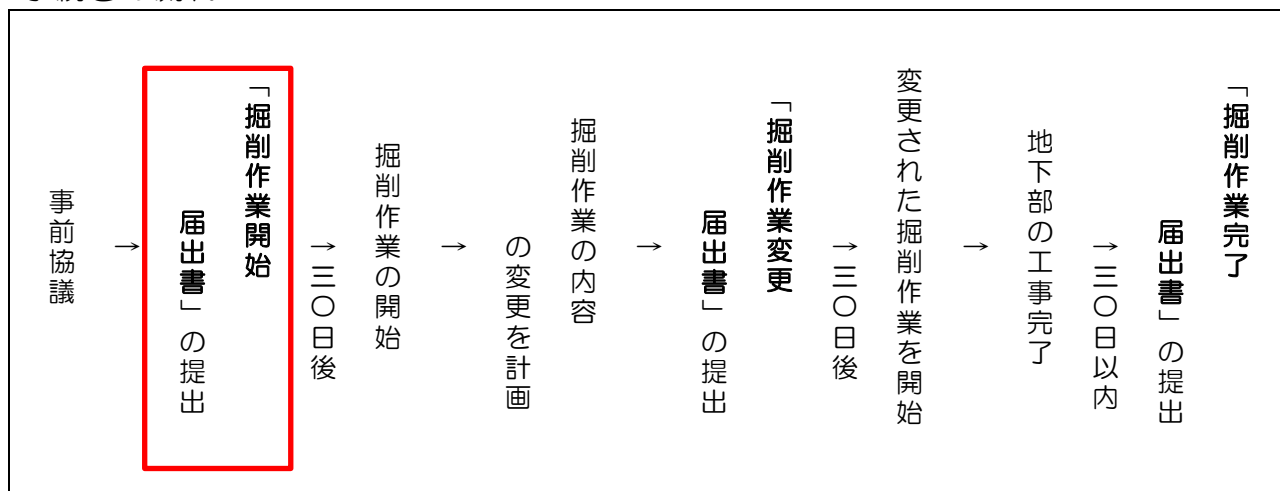 事前協議
→
「掘削作業開始
届出書」の提出
→三〇日後
掘削作業の開始
→
掘削作業の内容
の変更を計画
→
「掘削作業変更
届出書」の提出
→三〇日後
変更された掘削作業を開始
→
地下部の工事完了
→三〇日以内
「掘削作業完了
届出書」の提出